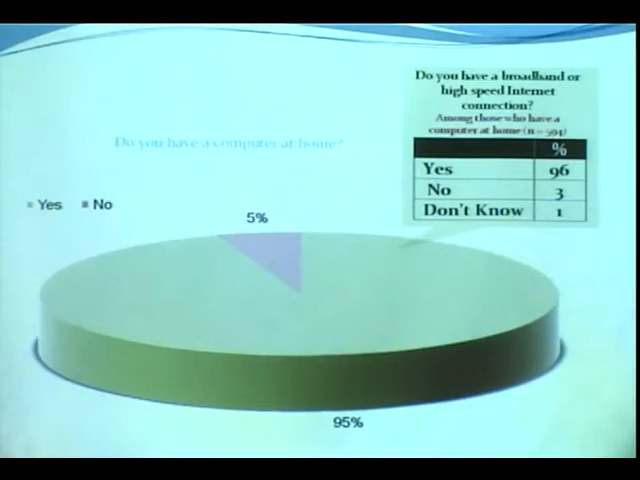 Do you have a broadband or
high speed Internet
connection?
Among those who have a
computer at home (n = 594)
%
Yes 96
No 3
Don't Know 1
Do you have a computer at home?
Yes No
5%
95%